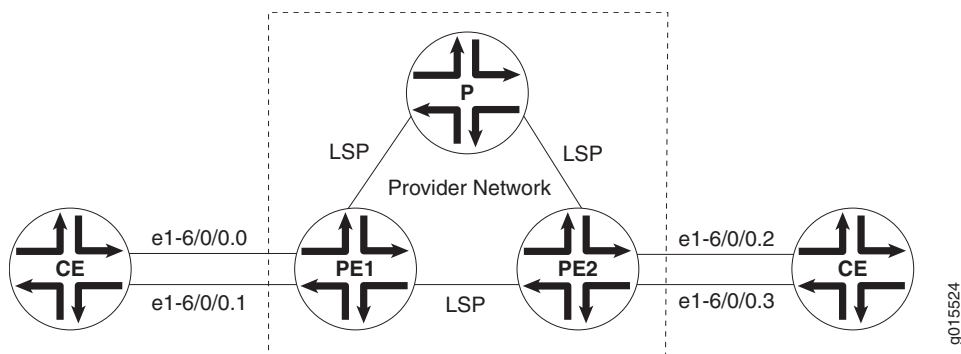 P
LSP
LSP
Provider Network
e1-6/0/0.0
e1-6/0/0.2
CE
PE1
PE2
CE
e1-6/0/0.1
LSP
e1-6/0/0.3
g015524